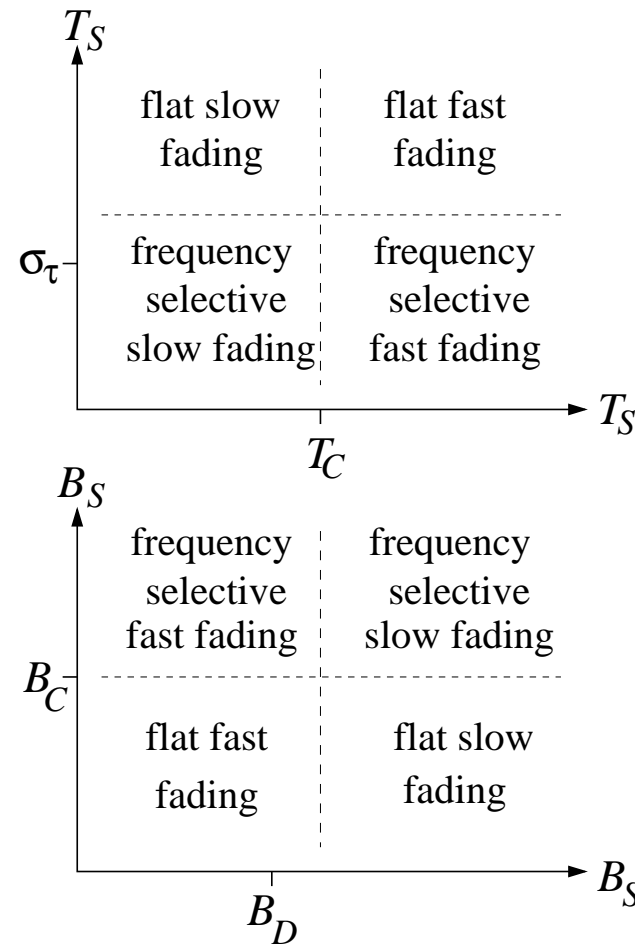 T_S
flat slow
fading
flat fast
fading
σ_τ
frequency
selective
slow fading
frequency
selective
fast fading
T_S
T_C
B_S
frequency
selective
fast fading
frequency
selective
slow fading
B_C
flat fast
fading
flat slow
fading
B_S
B_D